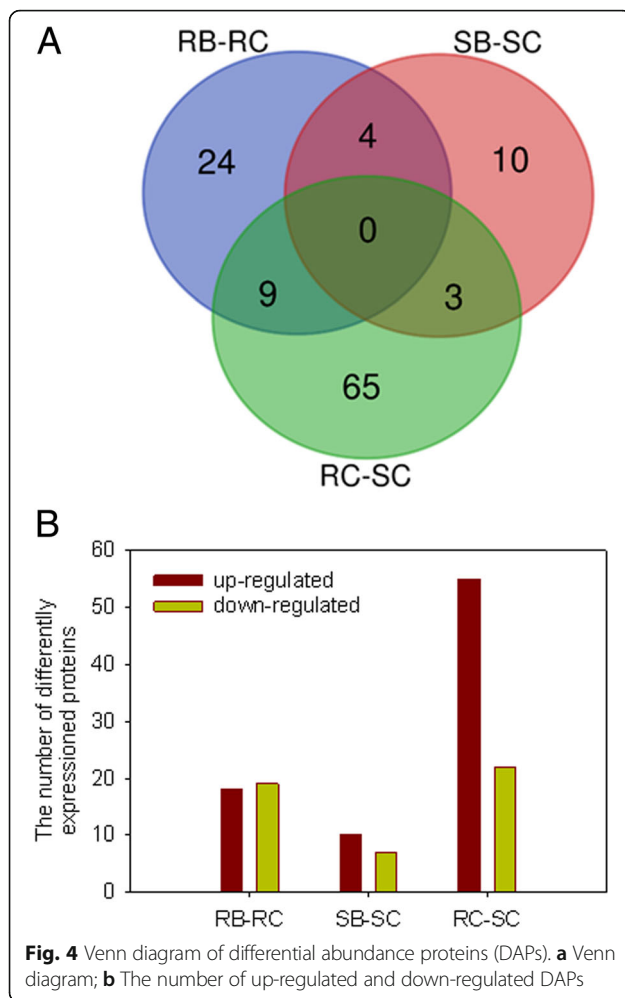 A
RB-RC
SB-SC
24
4
10
0
9
3
65
RC-SC
B
60
50
40
30
20
10
0
The number of differentlly
expressioned proteins
up-regulated
down-regulated
RB-RC
SB-SC
RC-SC
Fig. 4 Venn diagram of differential abundance proteins (DAPs). a Venn
diagram; b The number of up-regulated and down-regulated DAPs